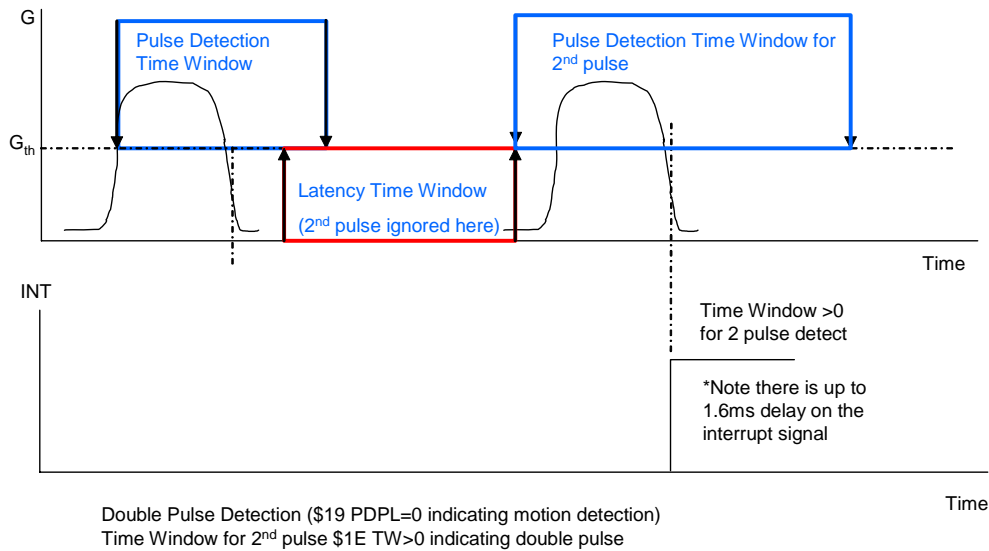 G
Pulse Detection
Time Window
Pulse Detection Time Window for
2nd pulse
Gth
Latency Time Window
(2nd pulse ignored here)
Time
INT
Time Window >0
for 2 pulse detect
*Note there is up to
1.6ms delay on the
interrupt signal
Time
Double Pulse Detection ($19 PDPL=0 indicating motion detection)
Time Window for 2nd pulse $1E TW>0 indicating double pulse